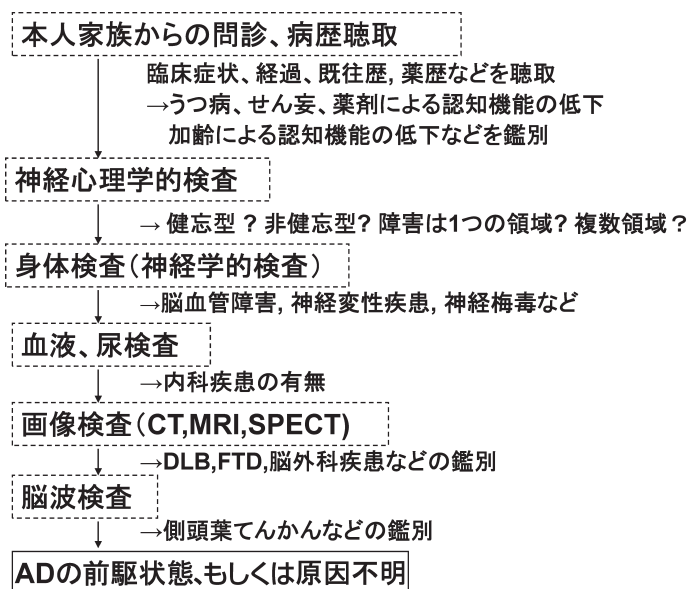 本人家族からの問診、病歴聴取
臨床症状、経過、既往歴, 薬歴などを聴取
→うつ病、せん妄、薬剤による認知機能の低下
加齢による認知機能の低下などを鑑別
神経心理学的検査
→ 健忘型 ? 非健忘型? 障害は1つの領域? 複数領域 ?
身体検査(神経学的検査)
→脳血管障害, 神経変性疾患, 神経梅毒など
血液、尿検査
→内科疾患の有無
画像検査(CT,MRI,SPECT)
→DLB,FTD,脳外科疾患などの鑑別
脳波検査
→側頭葉てんかんなどの鑑別
ADの前駆状態、もしくは原因不明